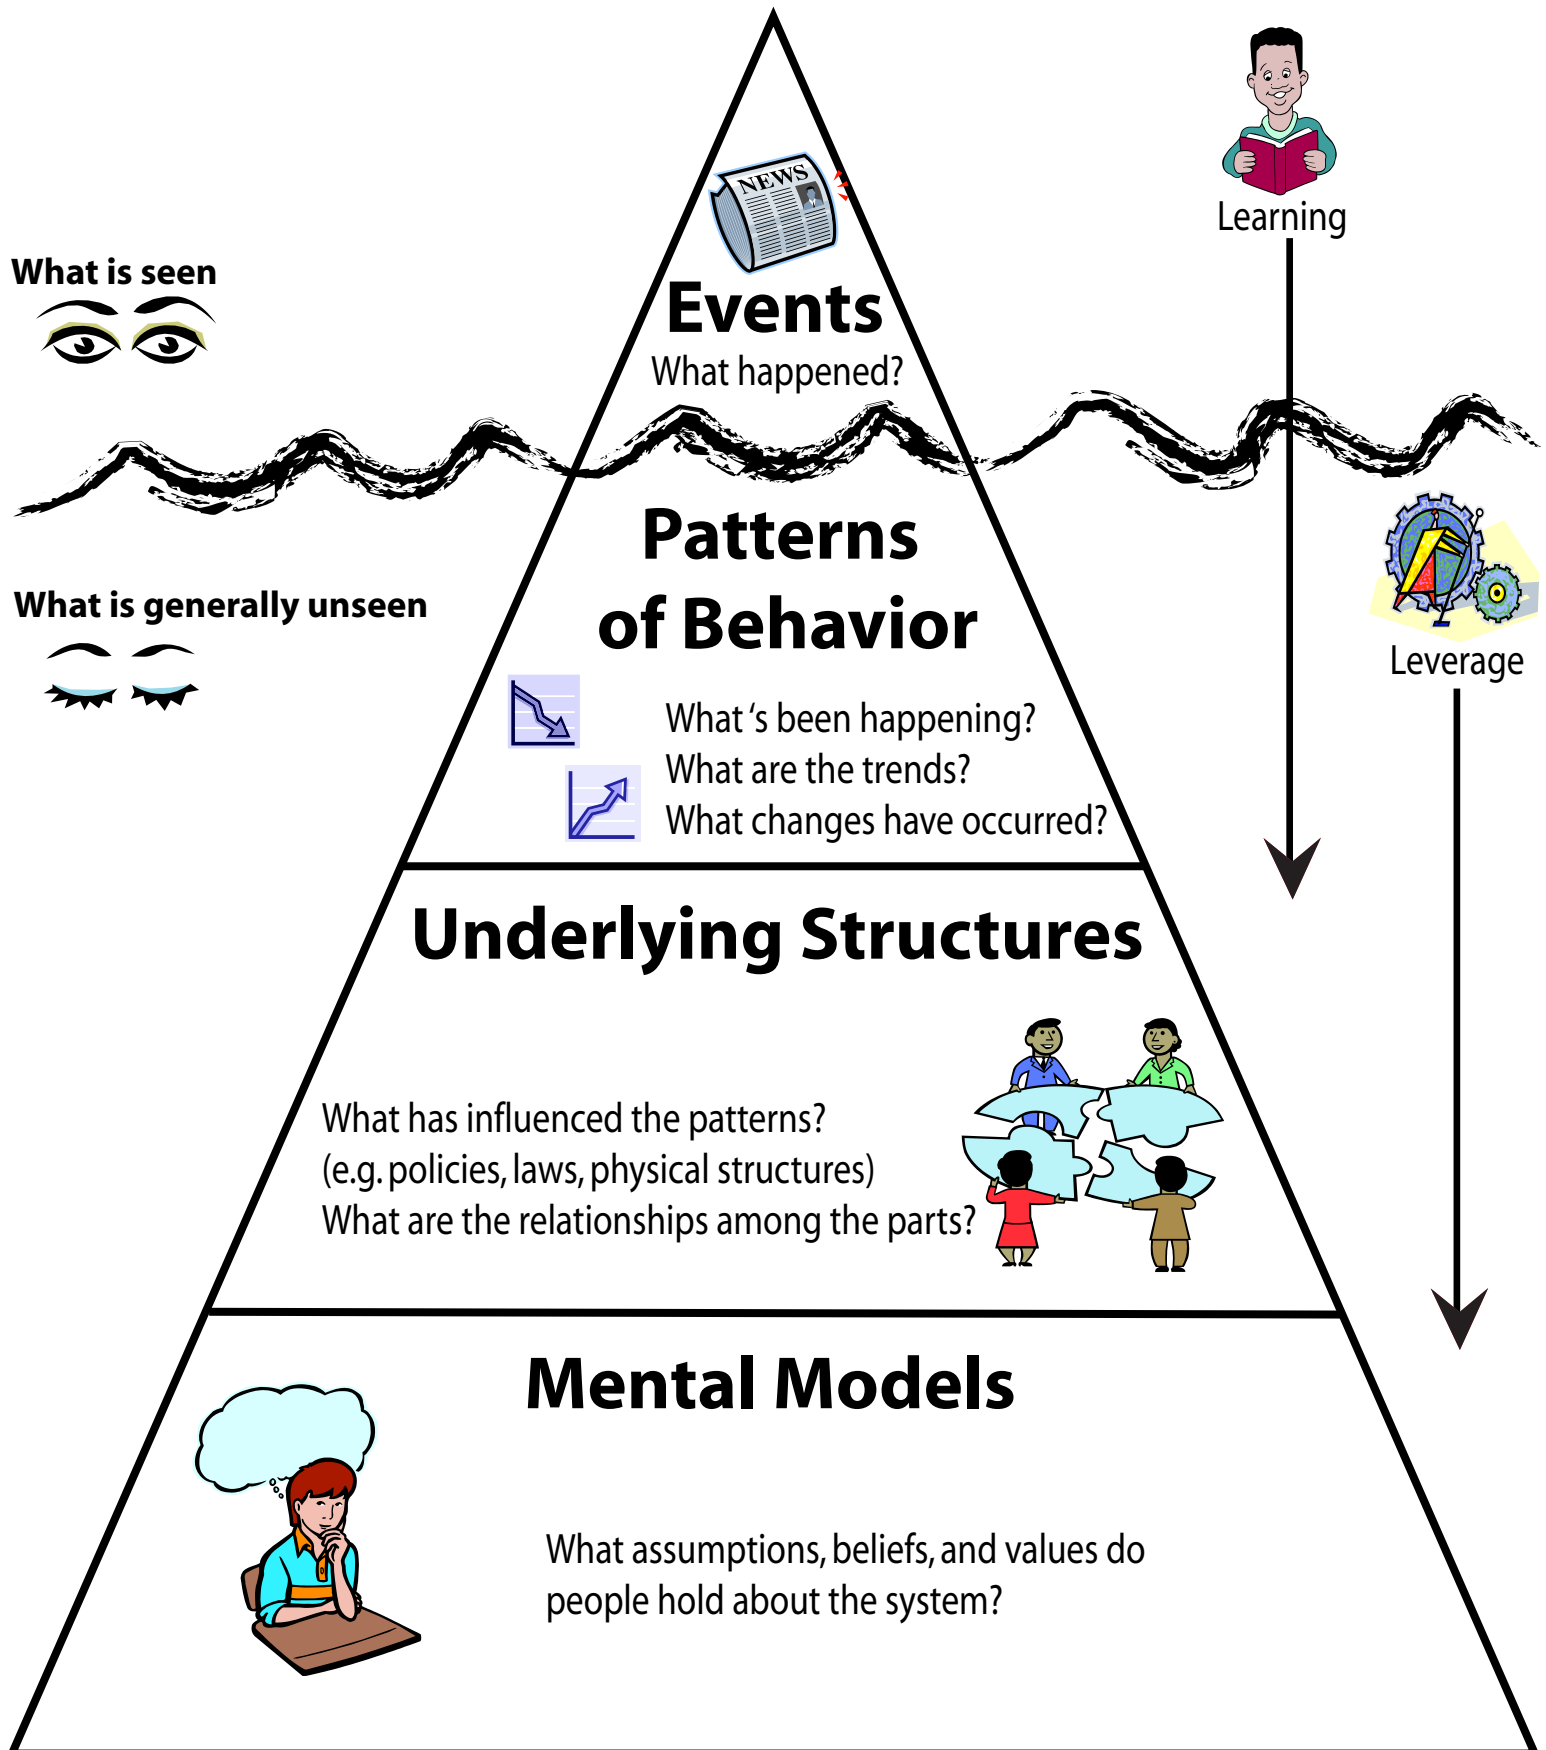 NEWS
Learning
What is seen
Events
What happened?
Patterns
of Behavior
What is generally unseen
Leverage
What 's been happening?
What are the trends?
What changes have occurred?
Underlying Structures
What has influenced the patterns?
(e.g. policies, laws, physical structures)
What are the relationships among the parts?
Mental Models
What assumptions, beliefs, and values do
people hold about the system?